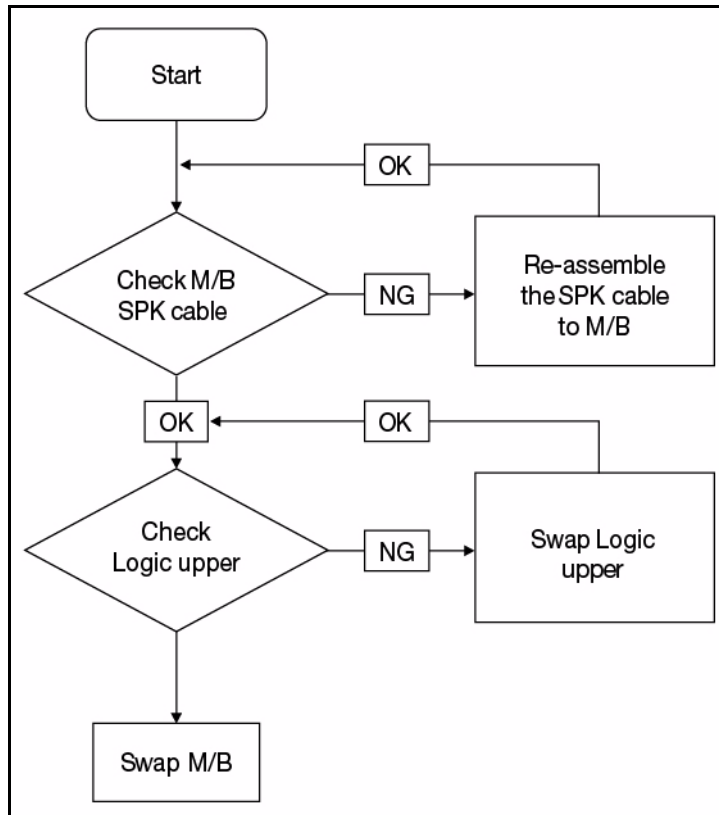 Start
OK
Check M/B
SPK cable
NG
Re-assemble
the SPK cable
to M/B
OK
OK
Check
Logic upper
NG
Swap Logic
upper
Swap M/B